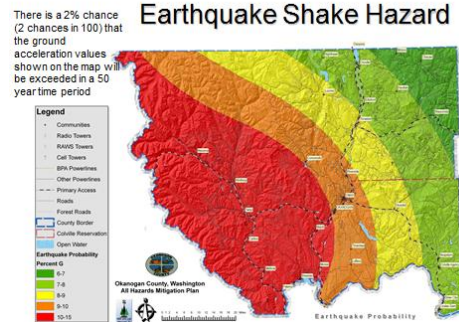 Earthquake Shake Hazard
There is a 2% chance
(2 chances in 100) that
the ground
acceleration values
shown on the map will
be exceeded in a 50
year time period
Legend
Communities
Radio Towers
RAWS Towers
Cell Towers
BPA Powerlines
Other Powerlines
Primary Access
Roads
Forest Roads
County Border
Colville Reservation
Open Water
Earthquake Probability
Percent G
6-7
7-8
8-9
9-10
10-15
Okanogan County, Washington
All Hazards Mitigation Plan
Earthquake Probability